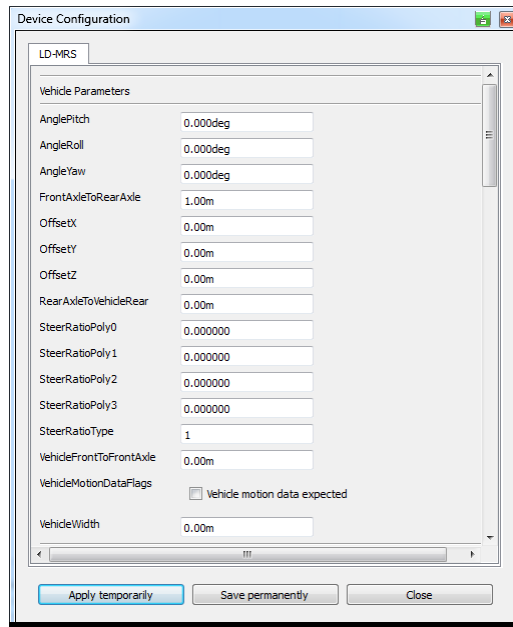 Device Configuration
LD-MRS
Vehicle Parameters
AnglePitch 0.000deg
AngleRoll 0.000deg
AngleYaw 0.000deg
FrontAxleToRearAxle 1.00m
OffsetX 0.00m
OffsetY 0.00m
OffsetZ 0.00m
RearAxleToVehicleRear 0.00m
SteerRatioPoly0 0.000000
SteerRatioPoly1 0.000000
SteerRatioPoly2 0.000000
SteerRatioPoly3 0.000000
SteerRatioType 1
VehicleFrontToFrontAxle 0.00m
VehicleMotionDataFlags Vehicle motion data expected
VehicleWidth 0.00m
Apply temporarily Save permanently Close